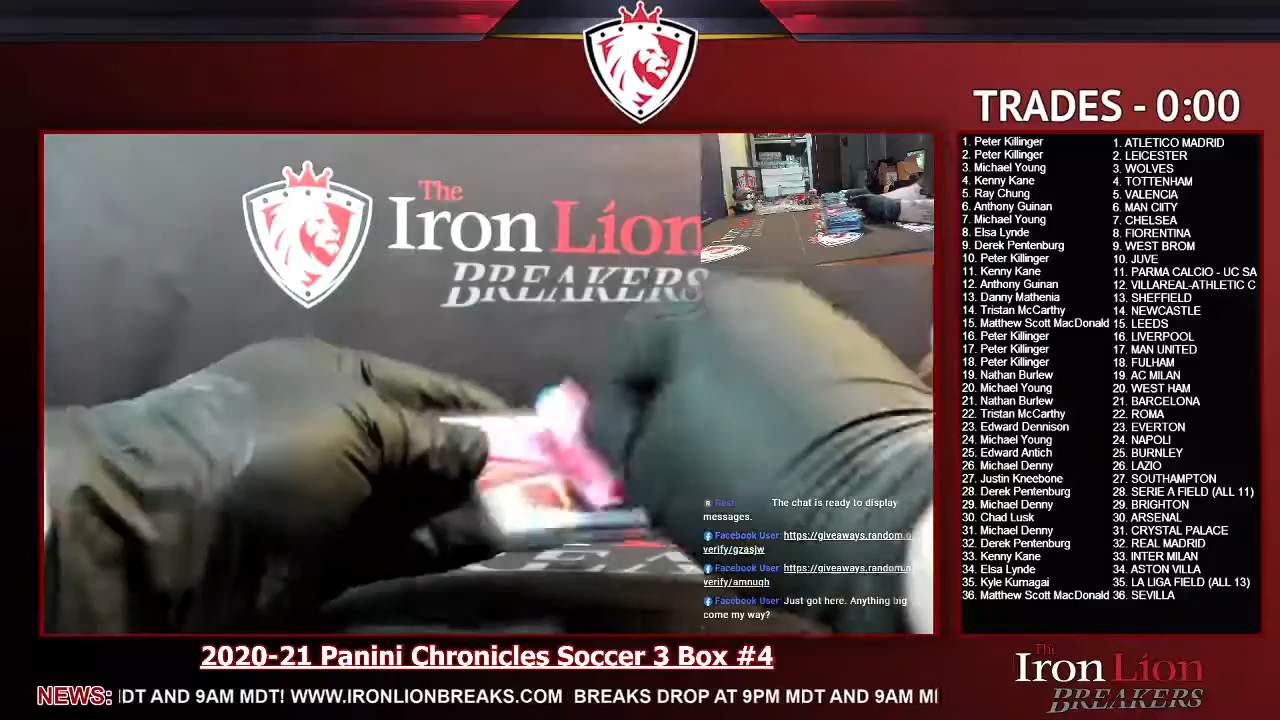 TRADES - 0:00
1. Peter Killinger 1. ATLETICO MADRID
2. Peter Killinger 2. LEICESTER
3. Michael Young 3. WOLVES
4. Kenny Kane 4. TOTTENHAM
5. Ray Chung 5. VALENCIA
6. Anthony Guinan 6. MAN CIITY
7. Michael Young 7. CHELSEA
8. Elsa Lynde 8. FIORENTINA
9. Derek Pentenburg 9. WEST BROM
10. Peter Killinger 10. JUVE
11. Kenny Kane 11. PARMA CALCIO - UC SA
12. Anthony Guinan 12. VILLAREAL-ATHLETIC C
13. Danny Mathenia 13. SHEFFIELD
14. Tristan McCarthy 14. NEWCASTLE
15. Matthew Scott MacDonald 15. LEEDS
16. Peter Killinger 16. LIVERPOOL
17. Peter Killinger 17. MAN UNITED
18. Peter Killinger 18. FULHAM
19. Nathan Burlew 19. AC MILAN
20. Michael Young 20. WEST HAM
21. Nathan Burlew 21. BARCELONA
22. Tristan McCarthy 22. ROMA
23. Edward Dennison 23. EVERTON
24. Michael Young 24. NAPOLI
25. Edward Antich 25. BURNLEY
26. Michael Denny 26. LAZIO
27. Justin Kneebone 27. SOUTHAMPTON
28. Derek Pentenburg 28. SERIE A FIELD (ALL 11)
29. Michael Denny 29. BRIGHTON
30. Chad Lusk 30. ARSENAL
31. Michael Denny 31. CRYSTAL PALACE
32. Derek Pentenburg 32. REAL MADRID
33. Kenny Kane 33. INTER MILAN
34. Elsa Lynde 34. ASTON VILLA
35. Kyle Kumagai 35. LA LIGA FIELD (ALL 13)
36. Matthew Scott MacDonald 36. SEVILLA
The
Iron Lion
BREAKERS
The chat is ready to display
messages.
Facebook User: https://giveaways.random.o
verify/gzasjw
Facebook User: https://giveaways.random.o
verify/amnuqh
Facebook User: Just got here. Anything big
come my way?
2020-21 Panini Chronicles Soccer 3 Box #4
NEWS: DT AND 9AM MDT! WWW.IRONLIONBREAKS.COM BREAKS DROP AT 9PM MDT AND 9AM M
The
Iron Lion
BREAKERS